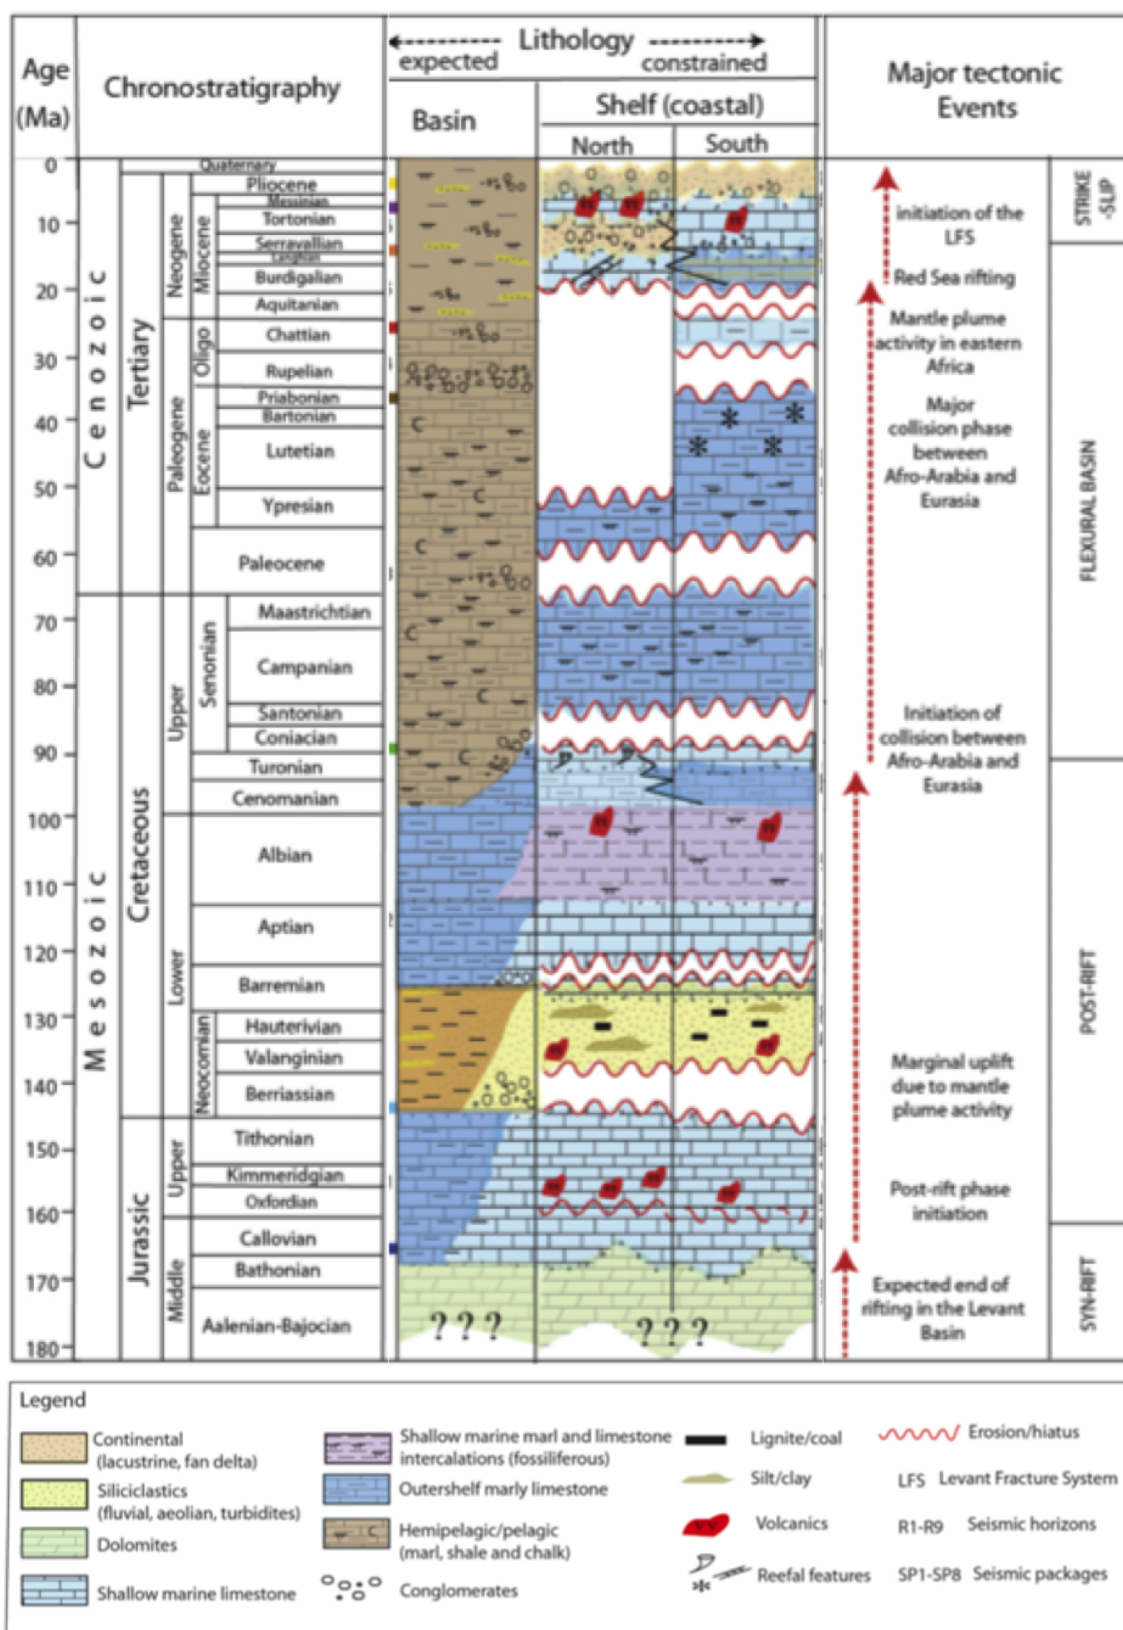 Age
(Ma)
Chronostratigraphy
Lithology
expected
constrained
Basin
Shelf (coastal)
North
South
Major tectonic
Events
0
10
20
30
40
50
60
70
80
90
100
110
120
130
140
150
160
170
180
Cenozoic
Mesozoic
Tertiary
Cretaceous
Jurassic
Neogene
Paleogene
Miocene
Oligo
Eocene
Upper
Senonian
Lower
Neocomian
Upper
Middle
Quaternary
Pliocene
Messinian
Tortonian
Serravallian
Langhian
Burdigalian
Aquitanian
Chattian
Rupelian
Priabonian
Bartonian
Lutetian
Ypresian
Paleocene
Maastrichtian
Campanian
Santonian
Coniacian
Turonian
Cenomanian
Albian
Aptian
Barremian
Hauterivian
Valanginian
Berriassian
Tithonian
Kimmeridgian
Oxfordian
Callovian
Bathonian
Aalenian-Bajocian
C
C
C
C
C
C
? ? ?
? ? ?
initiation of the
LFS
Red Sea rifting
Mantle plume
activity in eastern
Africa
Major
collision phase
between
Afro-Arabia and
Eurasia
Initiation of
collision between
Afro-Arabia and
Eurasia
Marginal uplift
due to mantle
plume activity
Post-rift phase
initiation
Expected end of
rifting in the Levant
Basin
STRIKE
-SLIP
FLEXURAL BASIN
POST-RIFT
SYN-RIFT
Legend
Continental
(lacustrine, fan delta)
Siliciclastics
(fluvial, aeolian, turbidites)
Dolomites
Shallow marine limestone
Shallow marine marl and limestone
intercalations (fossiliferous)
Outershelf marly limestone
C
Hemipelagic/pelagic
(marl, shale and chalk)
Conglomerates
Lignite/coal
Silt/clay
Volcanics
Reefal features
Erosion/hiatus
LFS Levant Fracture System
R1-R9 Seismic horizons
SP1-SP8 Seismic packages